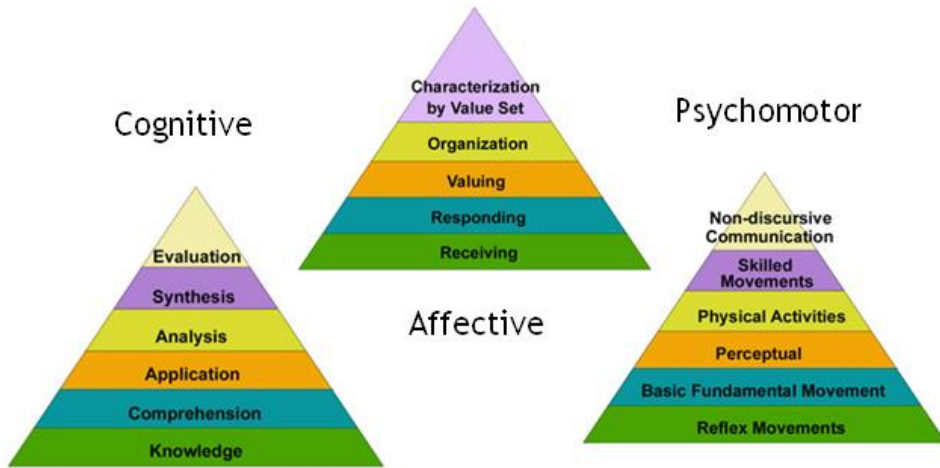 Cognitive
Evaluation
Synthesis
Analysis
Application
Comprehension
Knowledge
Characterization
by Value Set
Organization
Valuing
Responding
Receiving
Affective
Psychomotor
Non-discursive
Communication
Skilled
Movements
Physical Activities
Perceptual
Basic Fundamental Movement
Reflex Movements